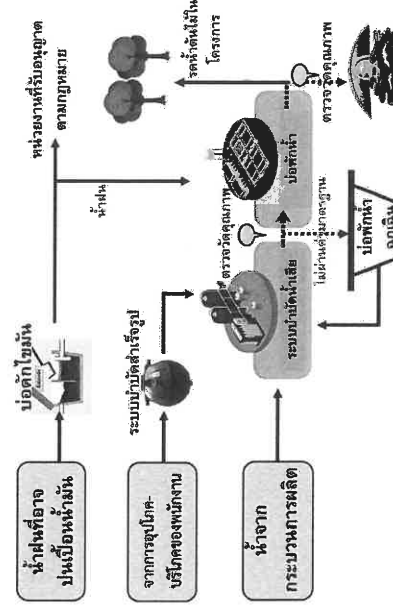 น้ำฝนที่อาจ
ปนเปื้อนน้ำมัน
บ่อดักไขมัน
หน่วยงานที่รับอนุญาต
ตามกฎหมาย
น้ำฝน
รดน้ำต้นไม้ใน
โครงการ
จากการอุปโภค-
บริโภคของพนักงาน
ระบบบำบัดสำเร็จรูป
ตรวจวัดคุณภาพ
บ่อพักน้ำ
ตรวจวัดคุณภาพ
น้ำจาก
กระบวนการผลิต
ระบบบำบัดน้ำเสีย
ไม่ผ่านค่ามาตรฐาน
บ่อพักน้ำ
ฉุกเฉิน